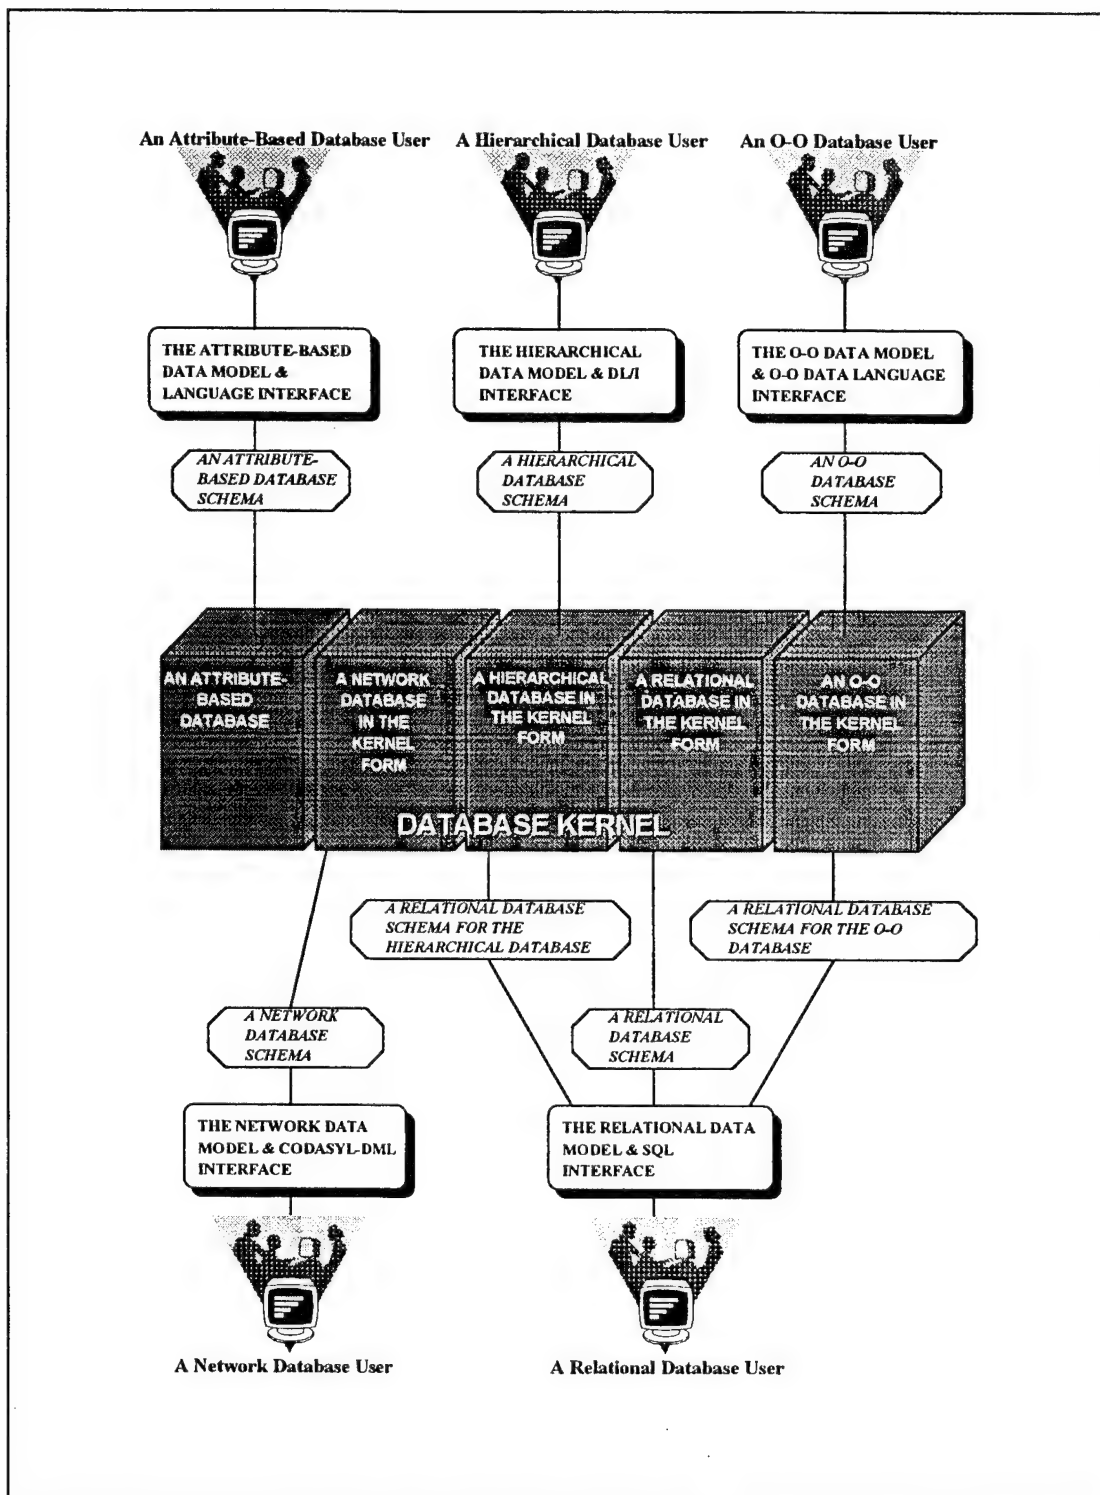 An Attribute-Based Database User
A Hierarchical Database User
An O-O Database User
THE ATTRIBUTE-BASED
DATA MODEL &
LANGUAGE INTERFACE
THE HIERARCHICAL
DATA MODEL & DL/I
INTERFACE
THE O-O DATA MODEL
& O-O DATA LANGUAGE
INTERFACE
AN ATTRIBUTE-
BASED DATABASE
SCHEMA
A HIERARCHICAL
DATABASE
SCHEMA
AN O-O
DATABASE
SCHEMA
AN ATTRIBUTE-
BASED
DATABASE
A NETWORK
DATABASE
IN THE
KERNEL
FORM
A HIERARCHICAL
DATABASE IN
THE KERNEL
FORM
A RELATIONAL
DATABASE IN
THE KERNEL
FORM
AN O-O
DATABASE IN
THE KERNEL
FORM
DATABASE KERNEL
A RELATIONAL DATABASE
SCHEMA FOR THE
HIERARCHICAL DATABASE
A RELATIONAL DATABASE
SCHEMA FOR THE O-O
DATABASE
A NETWORK
DATABASE
SCHEMA
A RELATIONAL
DATABASE
SCHEMA
THE NETWORK DATA
MODEL & CODASYL-DML
INTERFACE
THE RELATIONAL DATA
MODEL & SQL
INTERFACE
A Network Database User
A Relational Database User